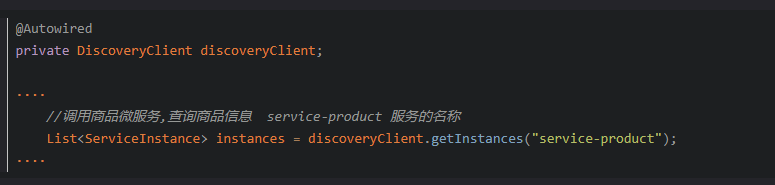 @Autowired
private DiscoveryClient discoveryClient;
....
//调用商品微服务,查询商品信息  service-product 服务的名称
List<ServiceInstance> instances = discoveryClient.getInstances("service-product");
....